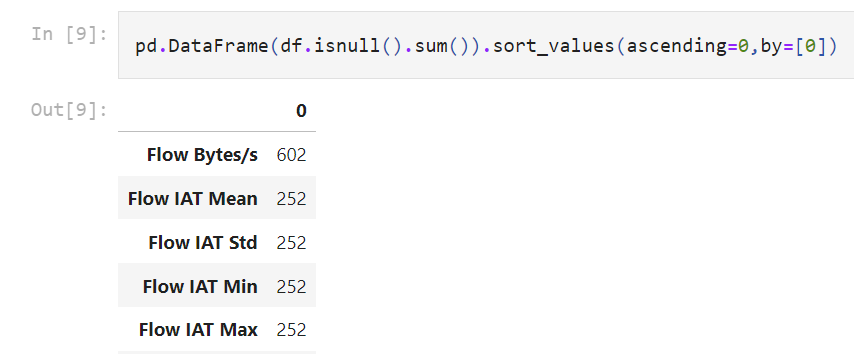 In [9]:
pd.DataFrame(df.isnull().sum()).sort_values(ascending=0,by=[0])
Out[9]:
0
Flow Bytes/s 602
Flow IAT Mean 252
Flow IAT Std 252
Flow IAT Min 252
Flow IAT Max 252